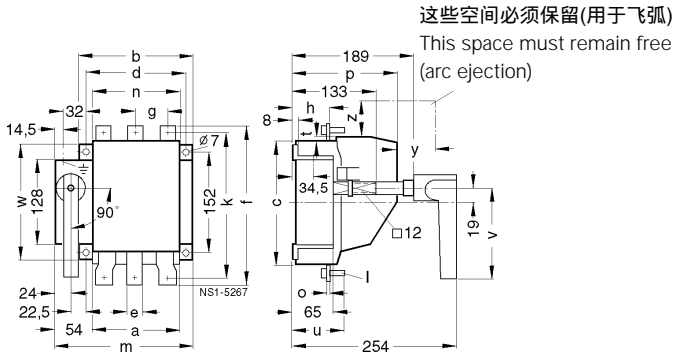 这些空间必须保留(用于飞弧)
This space must remain free
(arc ejection)
b
d
n
32
g
14,5
Ø 7
w
128
90°
152
k
f
24
22,5
54
e
a
m
NS1-5267
189
p
133
h
8
t
z
y
34,5
c
□12
19
v
o
l
65
u
254